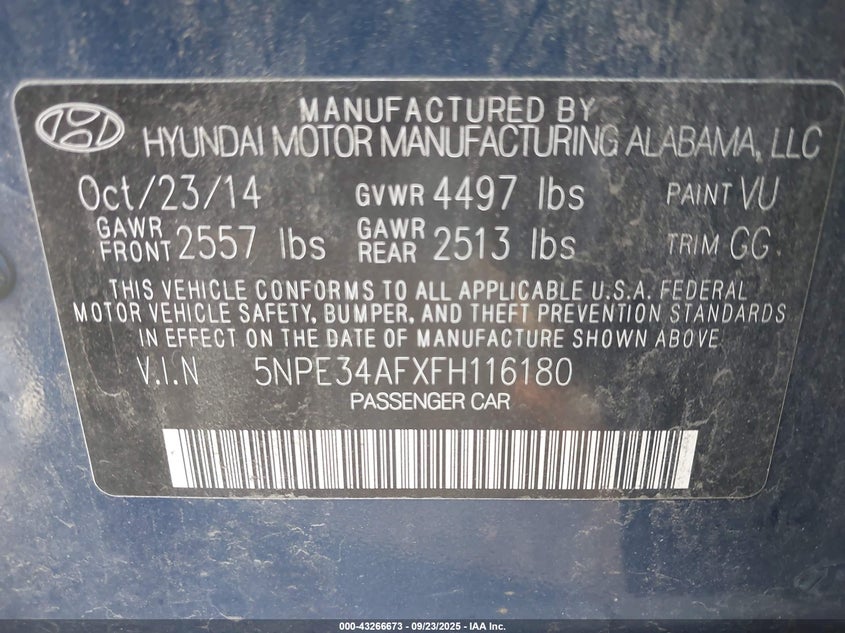 MANUFACTURED BY
HYUNDAI MOTOR MANUFACTURING ALABAMA, LLC
Oct/23/14 GVWR 4497 lbs PAINT VU
GAWR FRONT 2557 lbs GAWR REAR 2513 lbs TRIM GG
THIS VEHICLE CONFORMS TO ALL APPLICABLE U.S.A. FEDERAL
MOTOR VEHICLE SAFETY, BUMPER, AND THEFT PREVENTION STANDARDS
IN EFFECT ON THE DATE OF MANUFACTURE SHOWN ABOVE.
V.I.N 5NPE34AFXFH116180
PASSENGER CAR
000-43266673 - 09/23/2025 - IAA Inc.